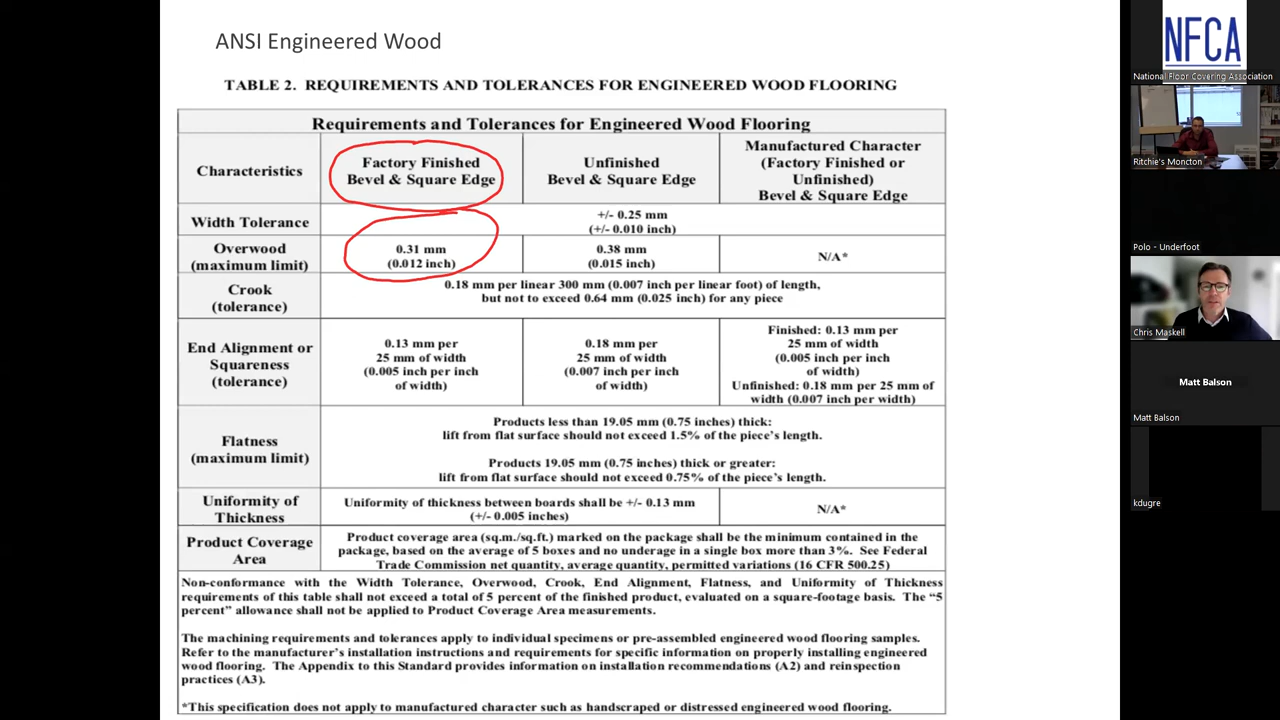 ANSI Engineered Wood
TABLE 2. REQUIREMENTS AND TOLERANCES FOR ENGINEERED WOOD FLOORING
Requirements and Tolerances for Engineered Wood Flooring
Characteristics
Factory Finished
Bevel & Square Edge
Unfinished
Bevel & Square Edge
Manufactured Character
(Factory Finished or
Unfinished)
Bevel & Square Edge
Width Tolerance
+/- 0.25 mm
(+/- 0.010 inch)
Overwood
(maximum limit)
0.31 mm
(0.012 inch)
0.38 mm
(0.015 inch)
N/A*
Crook
(tolerance)
0.18 mm per linear 300 mm (0.007 inch per linear foot) of length,
but not to exceed 0.64 mm (0.025 inch) for any piece
End Alignment or
Squareness
(tolerance)
0.13 mm per
25 mm of width
(0.005 inch per inch
of width)
0.18 mm per
25 mm of width
(0.007 inch per inch
of width)
Finished: 0.13 mm per
25 mm of width
(0.005 inch per inch
of width)
Unfinished: 0.18 mm per 25 mm of
width (0.007 inch per width)
Flatness
(maximum limit)
Products less than 19.05 mm (0.75 inches) thick:
lift from flat surface should not exceed 1.5% of the piece's length.
Products 19.05 mm (0.75 inches) thick or greater:
lift from flat surface should not exceed 0.75% of the piece's length.
Uniformity of
Thickness
Uniformity of thickness between boards shall be +/- 0.13 mm
(+/- 0.005 inches)
N/A*
Product Coverage
Area
Product coverage area (sq.m./sq.ft.) marked on the package shall be the minimum contained in the
package, based on the average of 5 boxes and no underage in a single box more than 3%. See Federal
Trade Commission net quantity, average quantity, permitted variations (16 CFR 500.25)
Non-conformance with the Width Tolerance, Overwood, Crook, End Alignment, Flatness, and Uniformity of Thickness
requirements of this table shall not exceed a total of 5 percent of the finished product, evaluated on a square-footage basis. The “5
percent” allowance shall not be applied to Product Coverage Area measurements.
The machining requirements and tolerances apply to individual specimens or pre-assembled engineered wood flooring samples.
Refer to the manufacturer's installation instructions and requirements for specific information on properly installing engineered
wood flooring. The Appendix to this Standard provides information on installation recommendations (A2) and reinspection
practices (A3).
*This specification does not apply to manufactured character such as handscraped or distressed engineered wood flooring.
NFCA
National Floor Covering Association
Ritchie's Moncton
Polo - Underfoot
Chris Maskell
Matt Balson
Matt Balson
kdugre